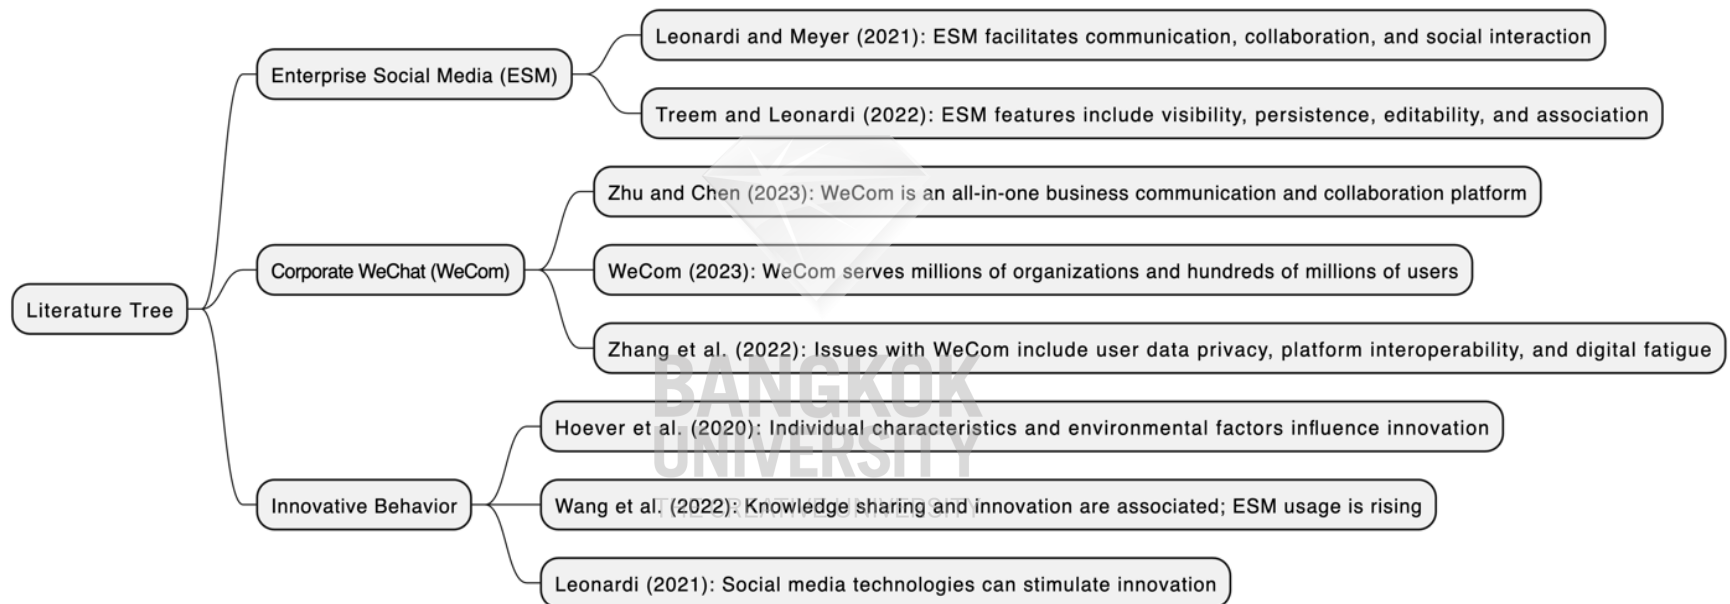 Literature Tree
Enterprise Social Media (ESM)
Leonardi and Meyer (2021): ESM facilitates communication, collaboration, and social interaction
Treem and Leonardi (2022): ESM features include visibility, persistence, editability, and association
Corporate WeChat (WeCom)
Zhu and Chen (2023): WeCom is an all-in-one business communication and collaboration platform
WeCom (2023): WeCom serves millions of organizations and hundreds of millions of users
Zhang et al. (2022): Issues with WeCom include user data privacy, platform interoperability, and digital fatigue
Innovative Behavior
Hoever et al. (2020): Individual characteristics and environmental factors influence innovation
Wang et al. (2022): Knowledge sharing and innovation are associated; ESM usage is rising
Leonardi (2021): Social media technologies can stimulate innovation
BANGKOK
UNIVERSITY
THE CREATIVE UNIVERSITY